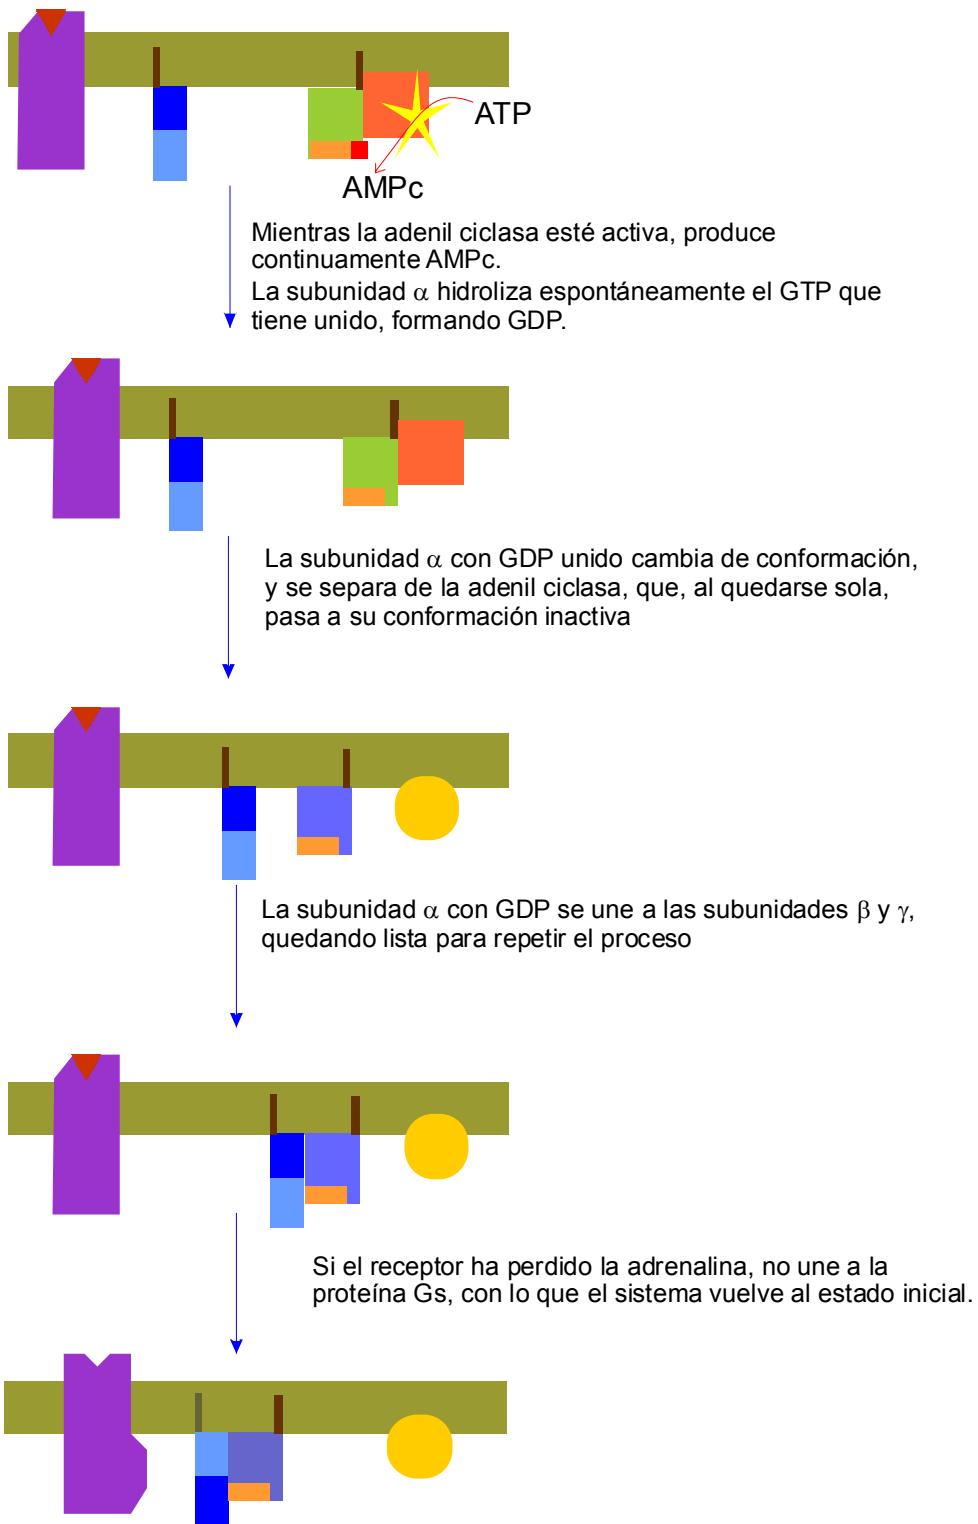 ATP
AMPc
Mientras la adenil ciclasa esté activa, produce
continuamente AMPc.
La subunidad α hidroliza espontáneamente el GTP que
tiene unido, formando GDP.
La subunidad α con GDP unido cambia de conformación,
y se separa de la adenil ciclasa, que, al quedarse sola,
pasa a su conformación inactiva
La subunidad α con GDP se une a las subunidades β y γ,
quedando lista para repetir el proceso
Si el receptor ha perdido la adrenalina, no une a la
proteína Gs, con lo que el sistema vuelve al estado inicial.